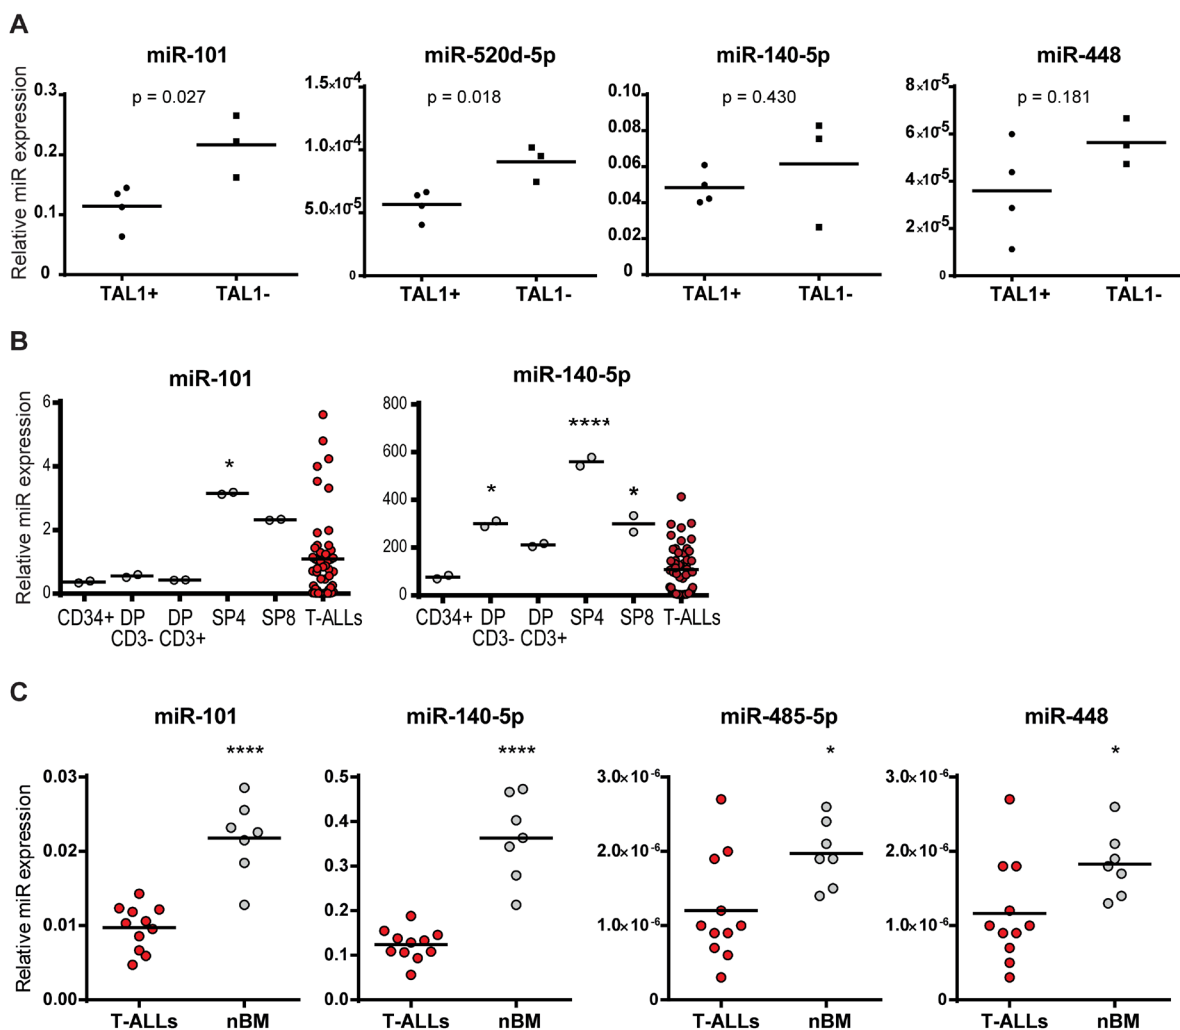 A
miR-101
miR-520d-5p
miR-140-5p
miR-448
Relative miR expression
p = 0.027
p = 0.018
p = 0.430
p = 0.181
0.3
0.2
0.1
0
1.5×10-4
1.0×10-4
5.0×10-5
0
0.10
0.08
0.06
0.04
0.02
0
8×10-5
6×10-5
4×10-5
2×10-5
0
TAL1+ TAL1-
TAL1+ TAL1-
TAL1+ TAL1-
TAL1+ TAL1-
B
miR-101
miR-140-5p
Relative miR expression
6
4
2
0
*
800
600
400
200
0
*
****
*
CD34+ DP SP4 SP8 T-ALLs
CD3- CD3+
DP
CD34+ DP DP SP4 SP8 T-ALLs
CD3- CD3+
C
miR-101
miR-140-5p
miR-485-5p
miR-448
****
****
*
*
Relative miR expression
0.03
0.02
0.01
0.00
0.5
0.4
0.3
0.2
0.1
0.0
3.0×10-6
2.0×10-6
1.0×10-6
0
3.0×10-6
2.0×10-6
1.0×10-6
0
T-ALLs nBM
T-ALLs nBM
T-ALLs nBM
T-ALLs nBM